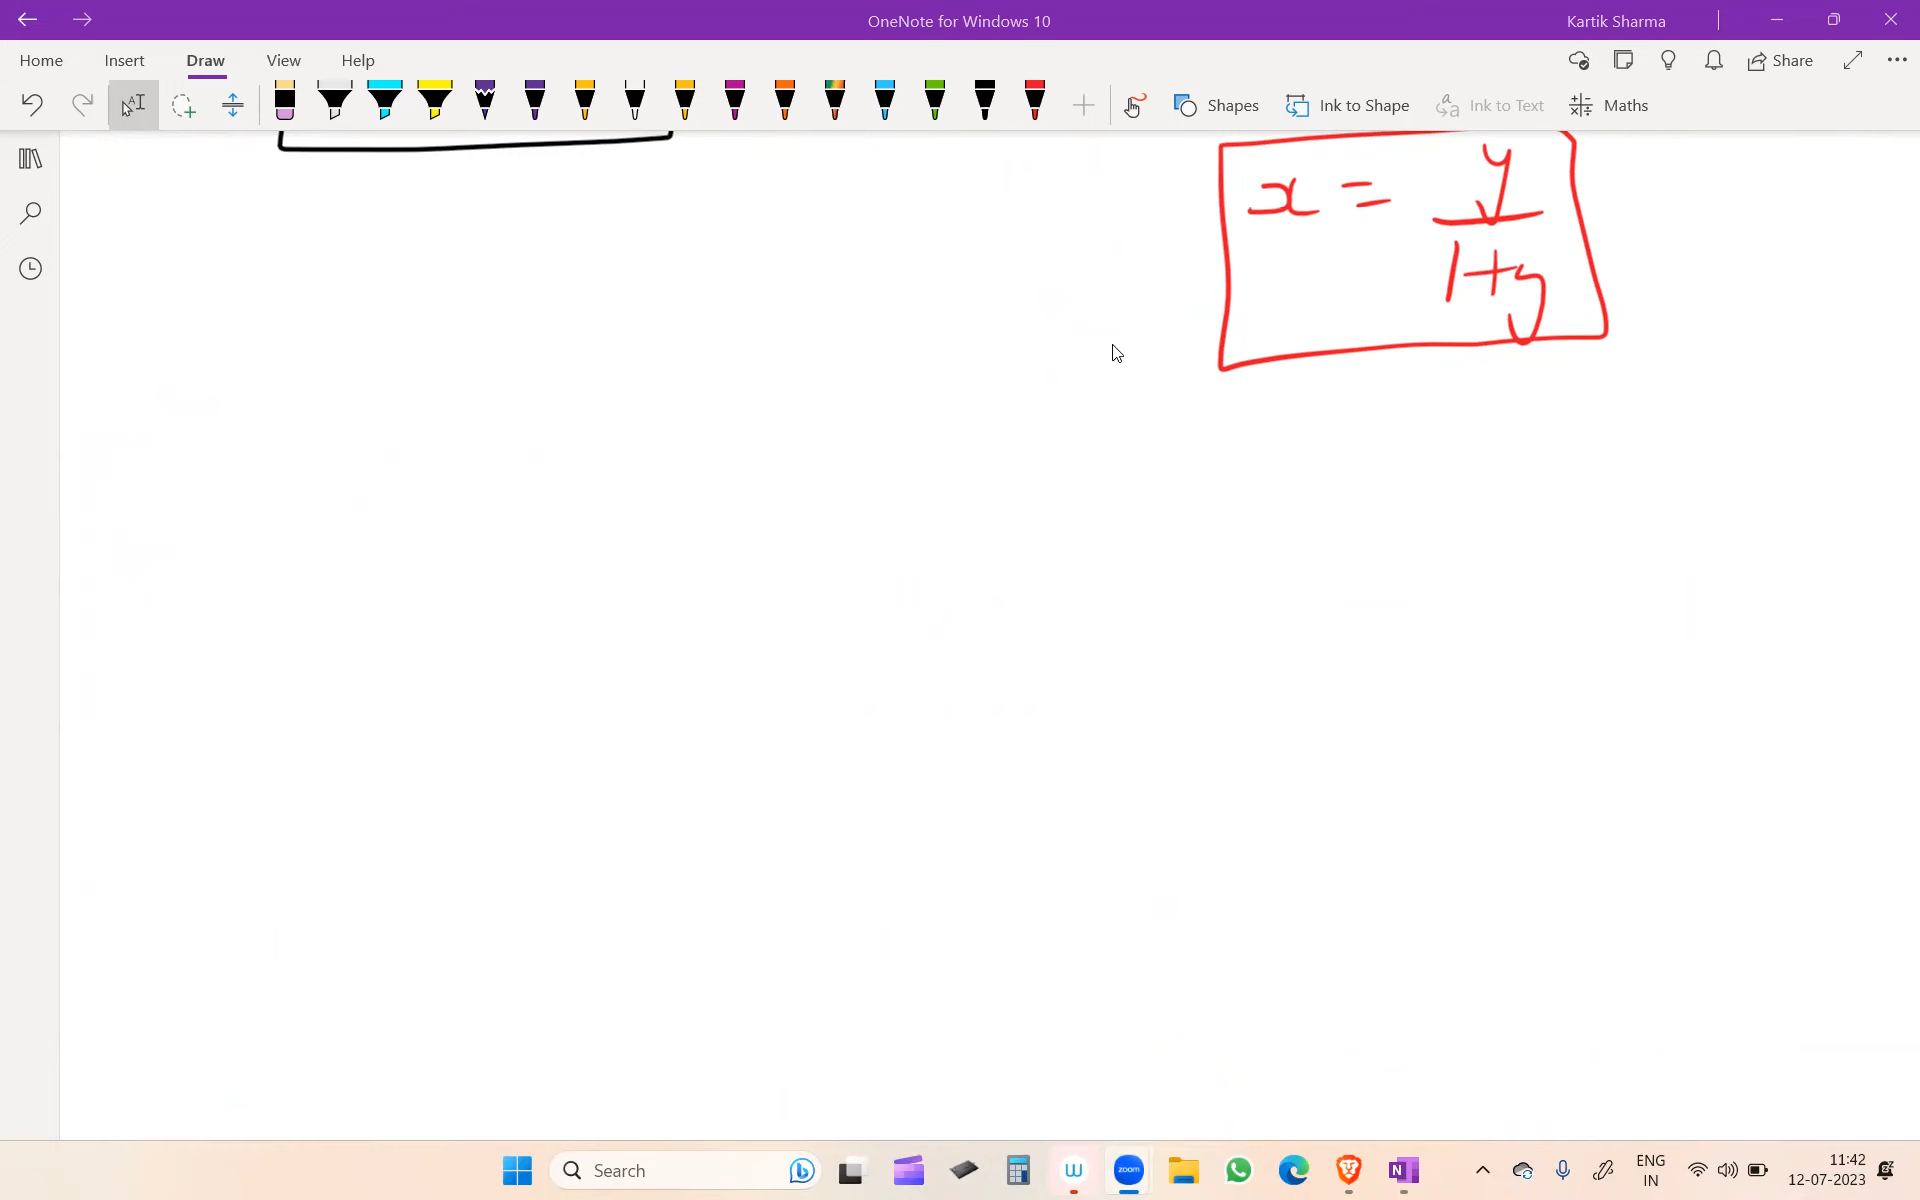 OneNote for Windows 10
Kartik Sharma
Home Insert Draw View Help
Share
Shapes Ink to Shape Ink to Text Maths
x = y
1+y
Search
zoom
ENG
IN
11:42
12-07-2023